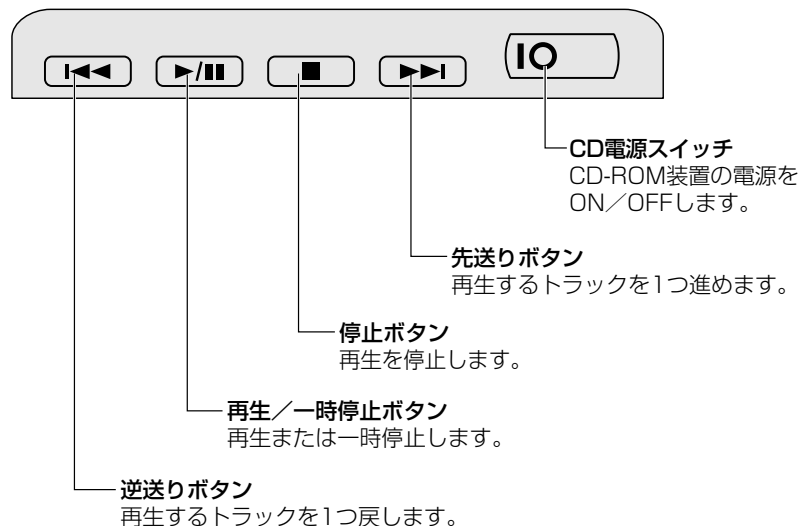 CD電源スイッチ
CD-ROM装置の電源を
ON／OFFします。
先送りボタン
再生するトラックを1つ進めます。
停止ボタン
再生を停止します。
再生／一時停止ボタン
再生または一時停止します。
逆送りボタン
再生するトラックを1つ戻します。